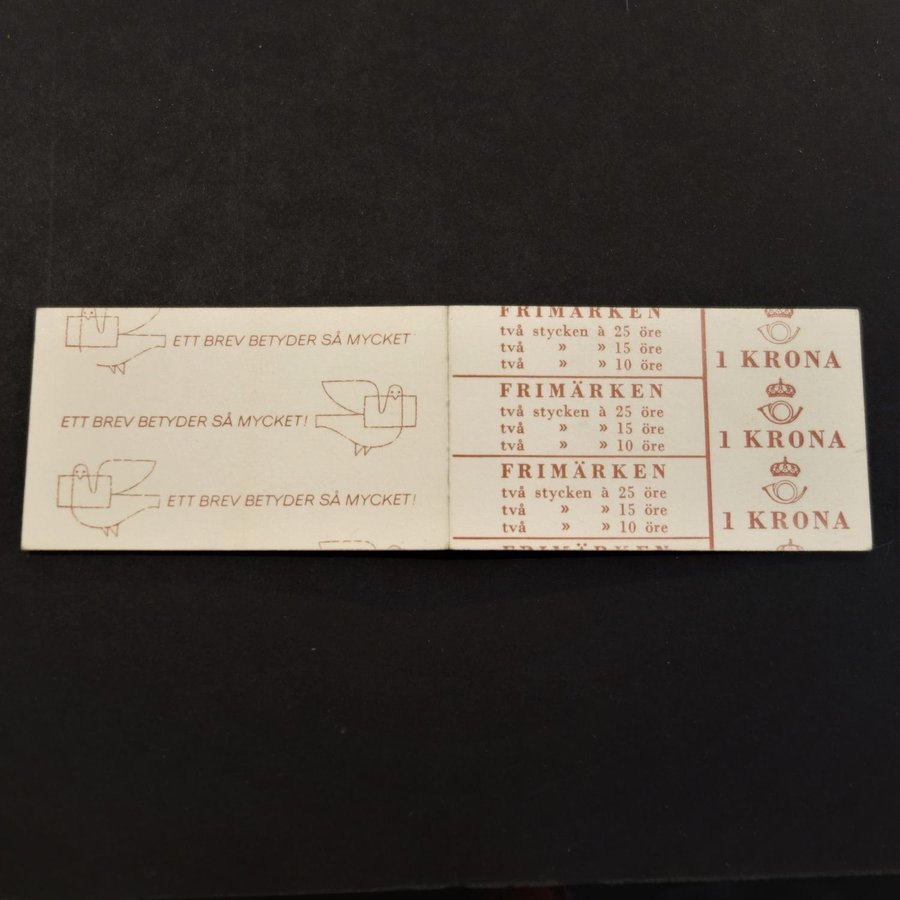 ETT BREV BETYDER SÅ MYCKET
ETT BREV BETYDER SÅ MYCKET!
ETT BREV BETYDER SÅ MYCKET!
FRIMÄRKEN
två stycken à 25 öre
två » » 15 öre
två » » 10 öre
FRIMÄRKEN
två stycken à 25 öre
två » » 15 öre
två » » 10 öre
FRIMÄRKEN
två stycken à 25 öre
två » » 15 öre
två » » 10 öre
FRIMÄRKEN
1 KRONA
1 KRONA
1 KRONA